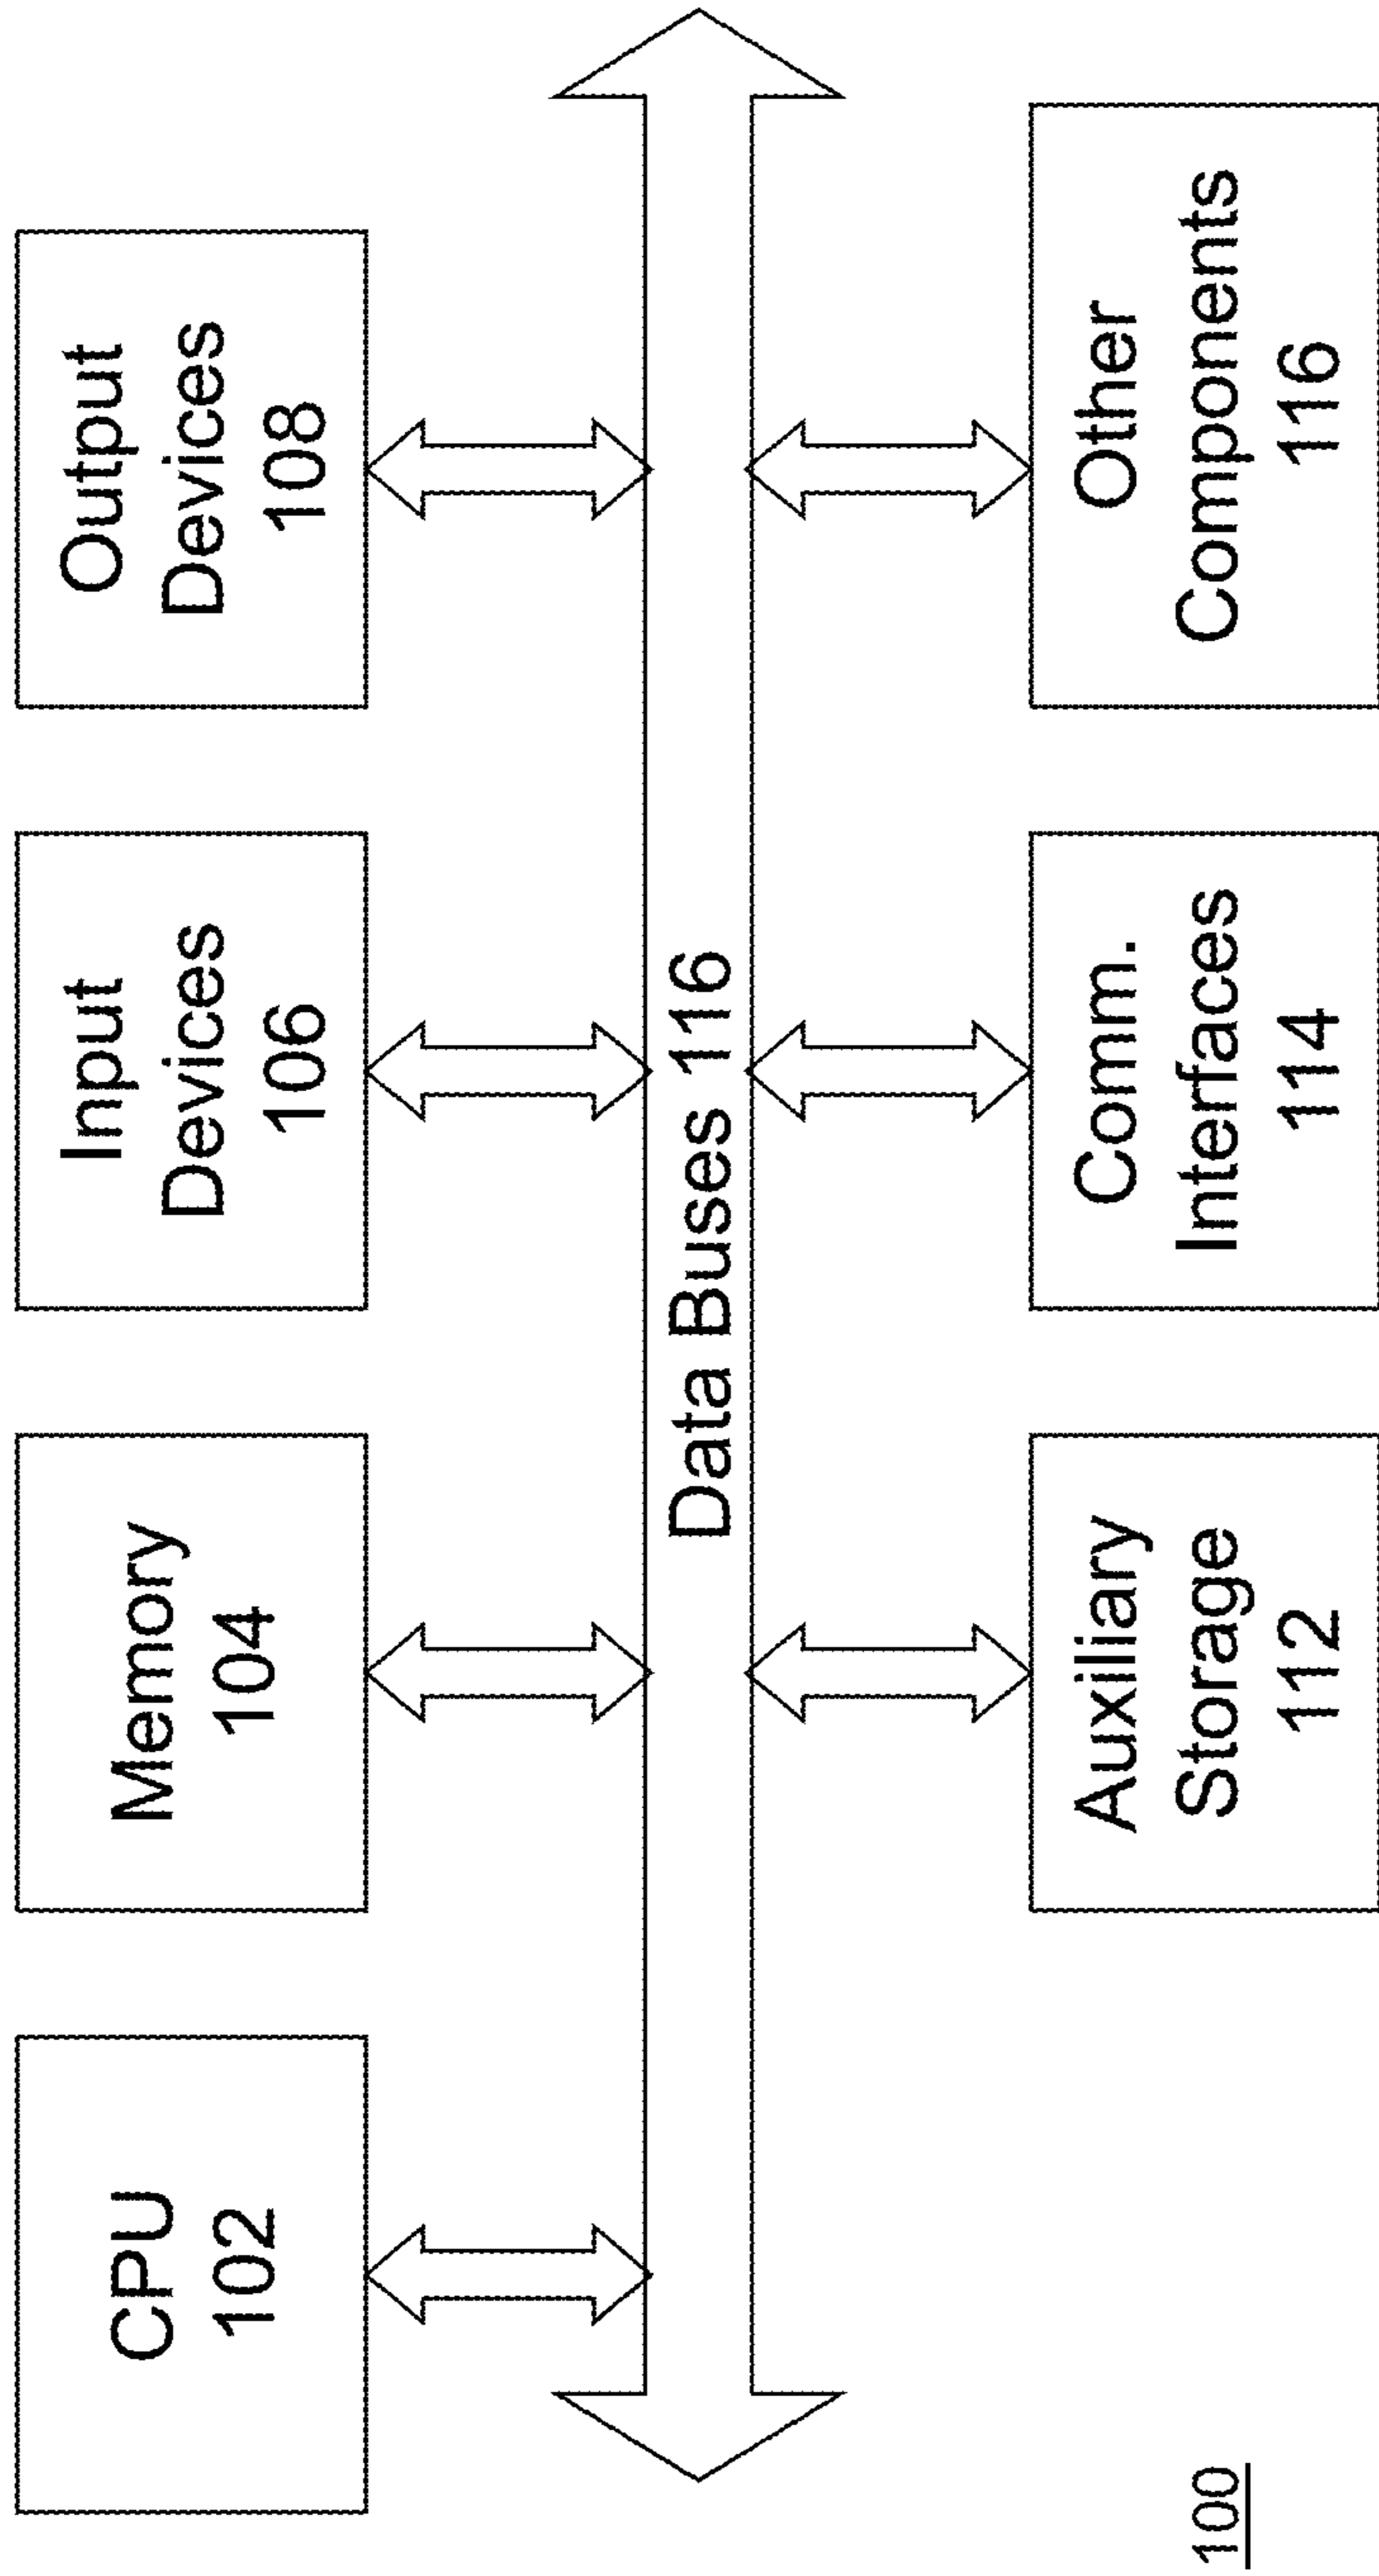 CPU
102
Memory
104
Input
Devices
106
Output
Devices
108
Data Buses 116
Auxiliary
Storage
112
Comm.
Interfaces
114
Other
Components
116
100